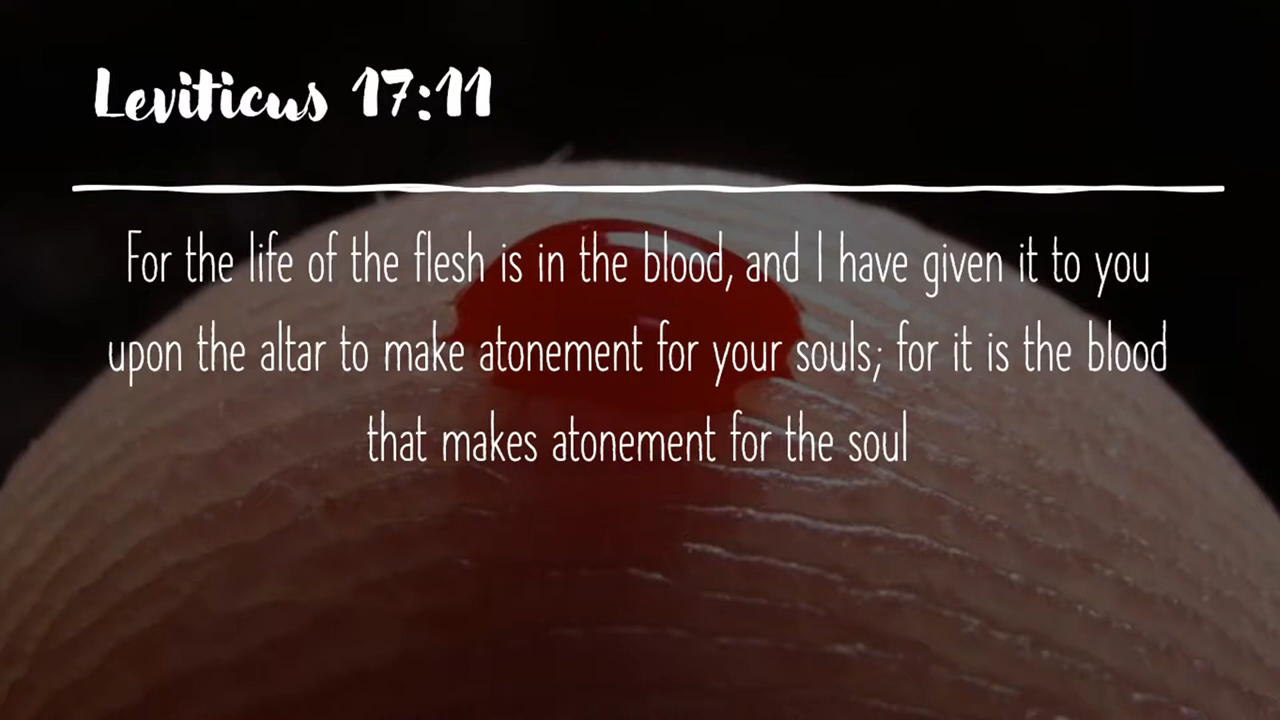 Leviticus 17:11
For the life of the flesh is in the blood, and I have given it to you
upon the altar to make atonement for your souls; for it is the blood
that makes atonement for the soul